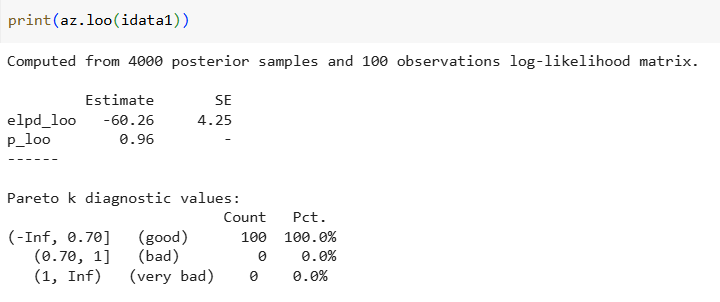 print(az.loo(idata1))
Computed from 4000 posterior samples and 100 observations log-likelihood matrix.
Estimate SE
elpd_loo -60.26 4.25
p_loo 0.96 -
------
Pareto k diagnostic values:
Count Pct.
(-Inf, 0.70] (good) 100 100.0%
(0.70, 1] (bad) 0 0.0%
(1, Inf) (very bad) 0 0.0%